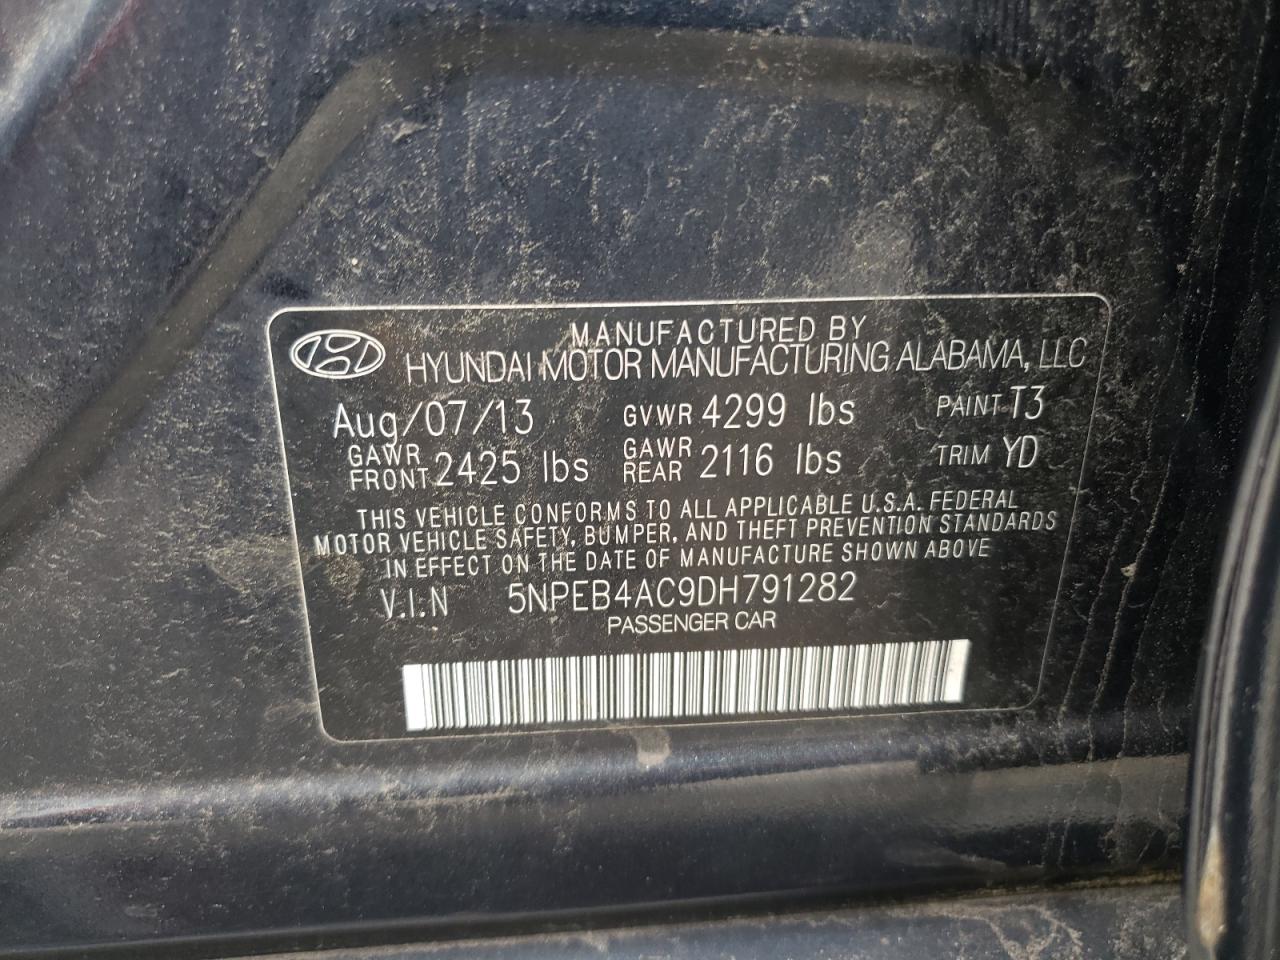 MANUFACTURED BY
HYUNDAI MOTOR MANUFACTURING ALABAMA, LLC
Aug/07/13 GVWR 4299 lbs PAINT T3
GAWR FRONT 2425 lbs GAWR REAR 2116 lbs TRIM YD
THIS VEHICLE CONFORMS TO ALL APPLICABLE U.S.A. FEDERAL
MOTOR VEHICLE SAFETY, BUMPER, AND THEFT PREVENTION STANDARDS
IN EFFECT ON THE DATE OF MANUFACTURE SHOWN ABOVE
V.I.N 5NPEB4AC9DH791282
PASSENGER CAR